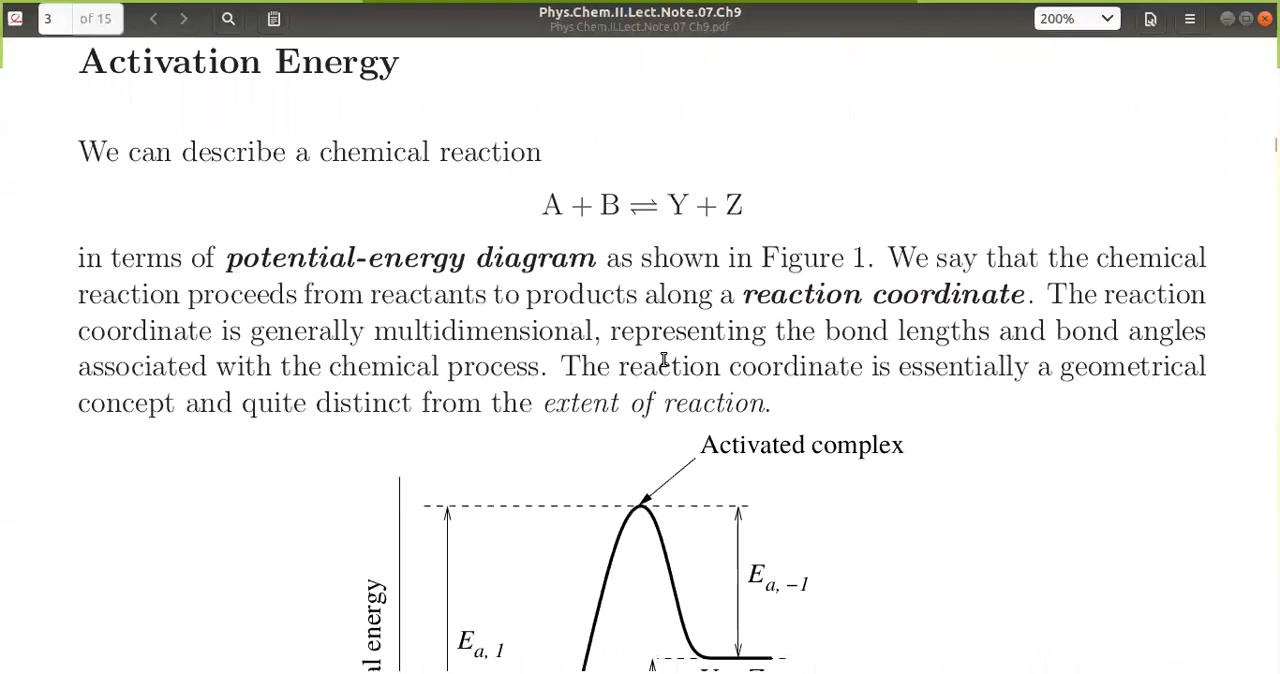 3 of 15
Phys.Chem.II.Lect.Note.07.Ch9
Phys Chem.II.Lect.Note.07 Ch9.pdf
200%
Activation Energy
We can describe a chemical reaction
A + B ⇌ Y + Z
in terms of potential-energy diagram as shown in Figure 1. We say that the chemical
reaction proceeds from reactants to products along a reaction coordinate. The reaction
coordinate is generally multidimensional, representing the bond lengths and bond angles
associated with the chemical process. The reaction coordinate is essentially a geometrical
concept and quite distinct from the extent of reaction.
Activated complex
E a, −1
E a, 1
al energy